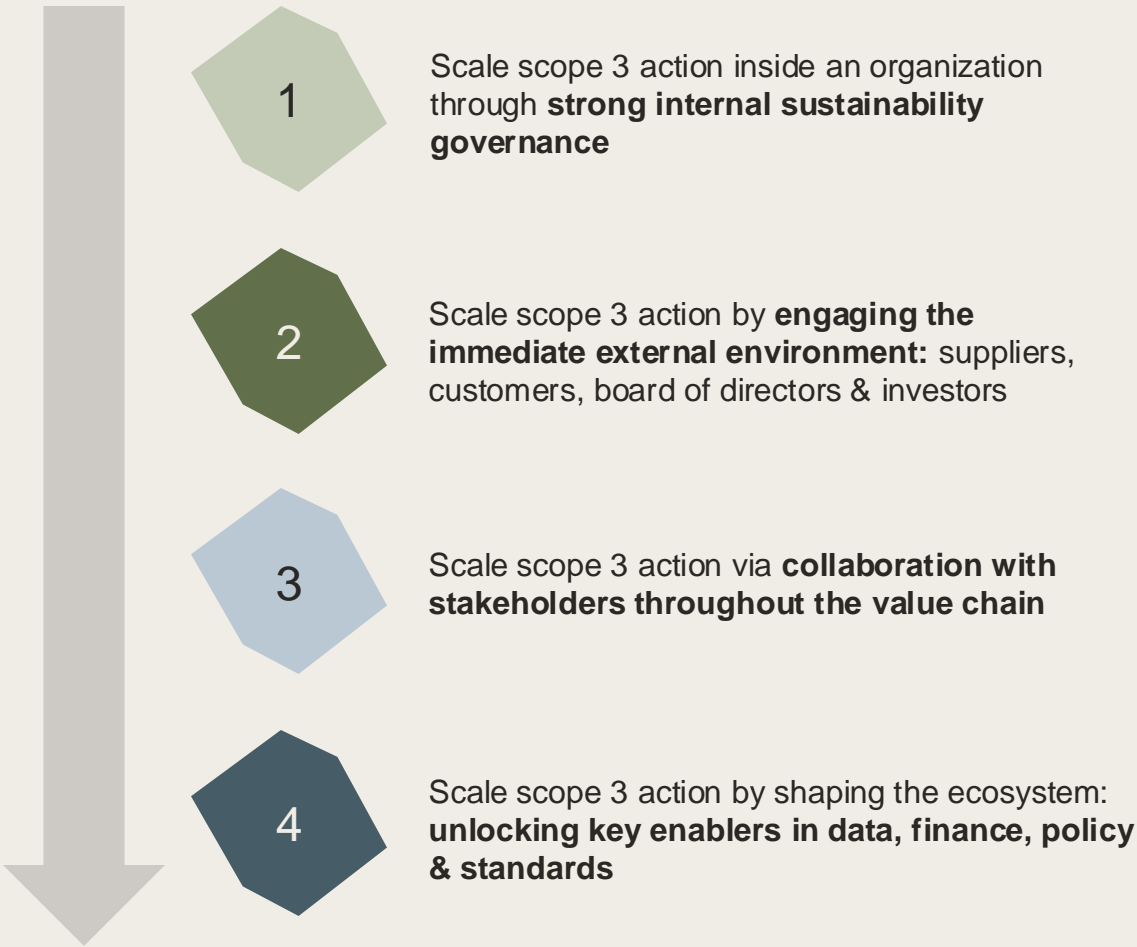 1
Scale scope 3 action inside an organization
through strong internal sustainability
governance
2
Scale scope 3 action by engaging the
immediate external environment: suppliers,
customers, board of directors & investors
3
Scale scope 3 action via collaboration with
stakeholders throughout the value chain
4
Scale scope 3 action by shaping the ecosystem:
unlocking key enablers in data, finance, policy
& standards